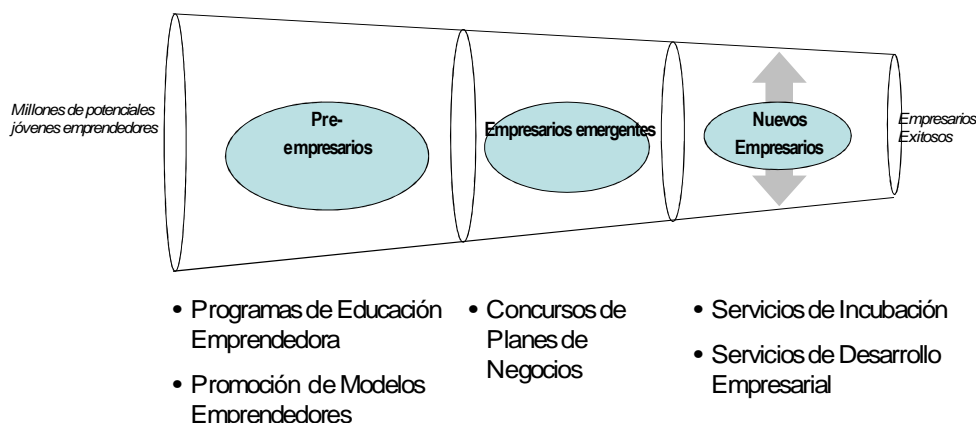 Millones de potenciales
jóvenes emprendedores
Pre-
empresarios
Empresarios emergentes
Nuevos
Empresarios
Empresarios
Exitosos
• Programas de Educación
Emprendedora
• Promoción de Modelos
Emprendedores
• Concursos de
Planes de
Negocios
• Servicios de Incubación
• Servicios de Desarrollo
Empresarial